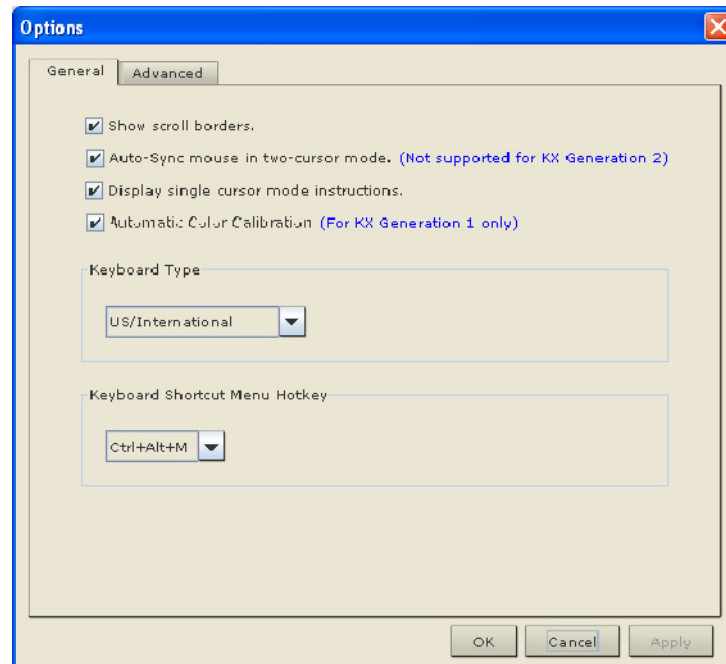 Options
General Advanced
Show scroll borders.
Auto-Sync mouse in two-cursor mode. (Not supported for KX Generation 2)
Display single cursor mode instructions.
Automatic Color Calibration (For KX Generation 1 only)
Keyboard Type
US/International
Keyboard Shortcut Menu Hotkey
Ctrl+Alt+M
OK Cancel Apply